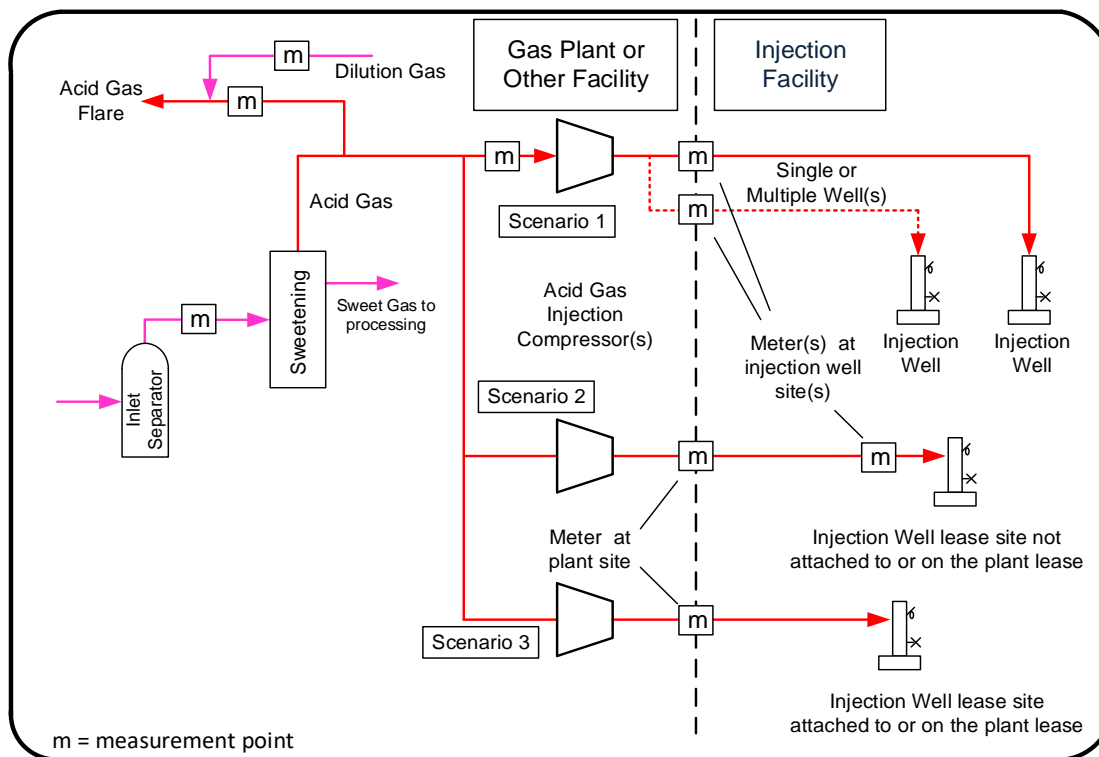 Gas Plant or
Other Facility
Injection
Facility
m
Dilution Gas
Acid Gas
Flare
m
m
m
Single or
Multiple Well(s)
m
Acid Gas
Scenario 1
Sweetening
Sweet Gas to
processing
m
Inlet
Separator
Acid Gas
Injection
Compressor(s)
Meter(s) at
injection well
site(s)
Injection
Well
Injection
Well
Scenario 2
m
m
Meter at
plant site
Injection Well lease site not
attached to or on the plant lease
Scenario 3
m
Injection Well lease site
attached to or on the plant lease
m = measurement point